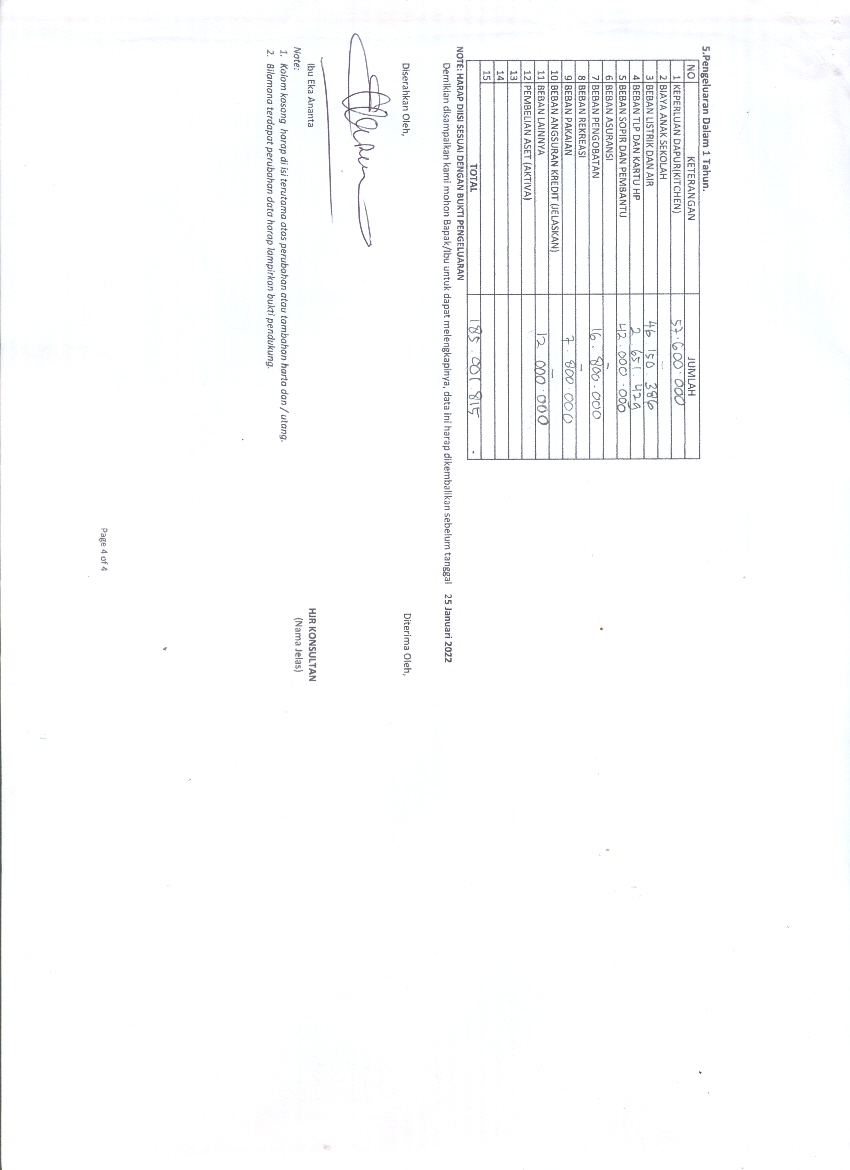 5.Pengeluaran Dalam 1 Tahun.
NO KETERANGAN JUMLAH
1 KEPERLUAN DAPUR(KITCHEN) 57.600.000
2 BIAYA ANAK SEKOLAH –
3 BEBAN LISTRIK DAN AIR 46 150.386
4 BEBAN TLP DAN KARTU HP 2 651.429
5 BEBAN SOPIR DAN PEMBANTU 42.000.000
6 BEBAN ASURANSI –
7 BEBAN PENGOBATAN 16.800.000
8 BEBAN REKREASI –
9 BEBAN PAKAIAN 7.800.000
10 BEBAN ANGSURAN KREDIT (JELASKAN) –
11 BEBAN LAINNYA 12 000.000
12 PEMBELIAN ASET (AKTIVA)
13
14
15
TOTAL 185.001 815 -
NOTE: HARAP DIISI SESUAI DENGAN BUKTI PENGELUARAN
Demikian disampaikan kami mohon Bapak/Ibu untuk dapat melengkapinya, data ini harap dikembalikan sebelum tanggal 25 Januari 2022
Diserahkan Oleh, Diterima Oleh,
Ibu Eka Ananta HJR KONSULTAN
Note: (Nama Jelas)
1. Kolom kosong harap di isi terutama atas perubahan atau tambahan harta dan / utang.
2. Bilamana terdapat perubahan data harap lampirkan bukti pendukung.
Page 4 of 4